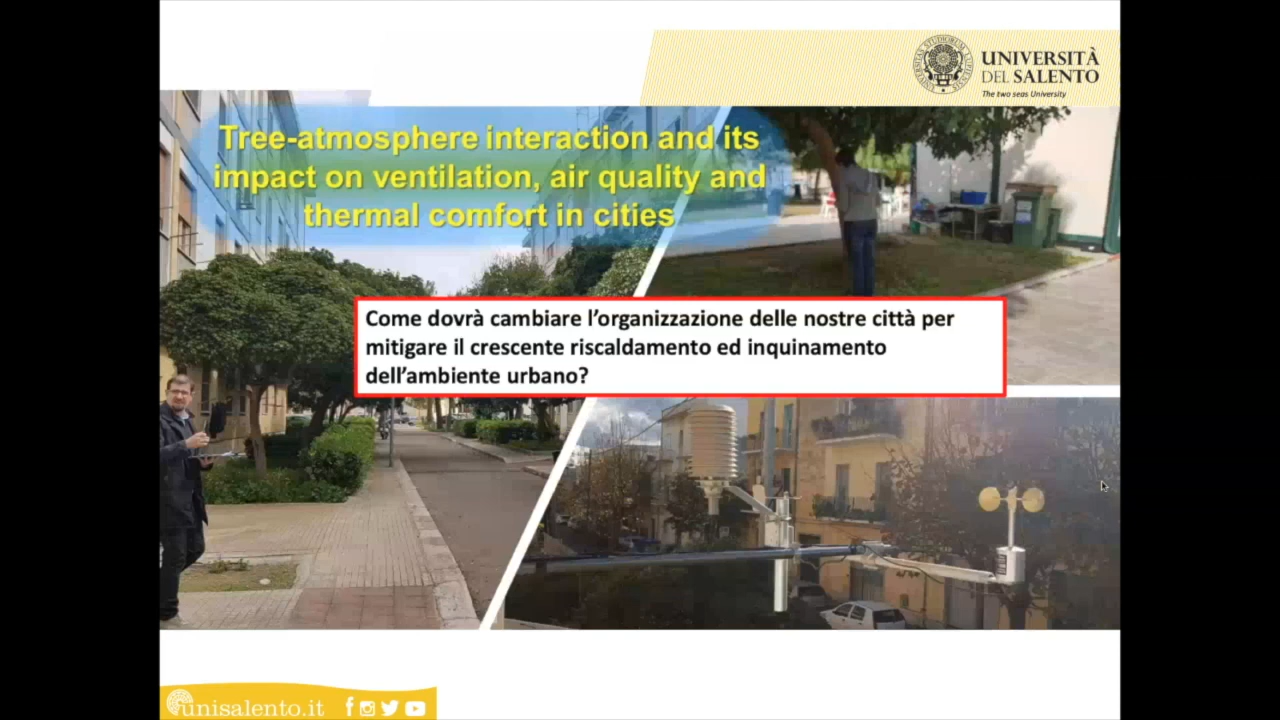 UNIVERSITÀ
DEL SALENTO
The two seas University
Tree-atmosphere interaction and its
impact on ventilation, air quality and
thermal comfort in cities
Come dovrà cambiare l’organizzazione delle nostre città per
mitigare il crescente riscaldamento ed inquinamento
dell’ambiente urbano?
unisalento.it